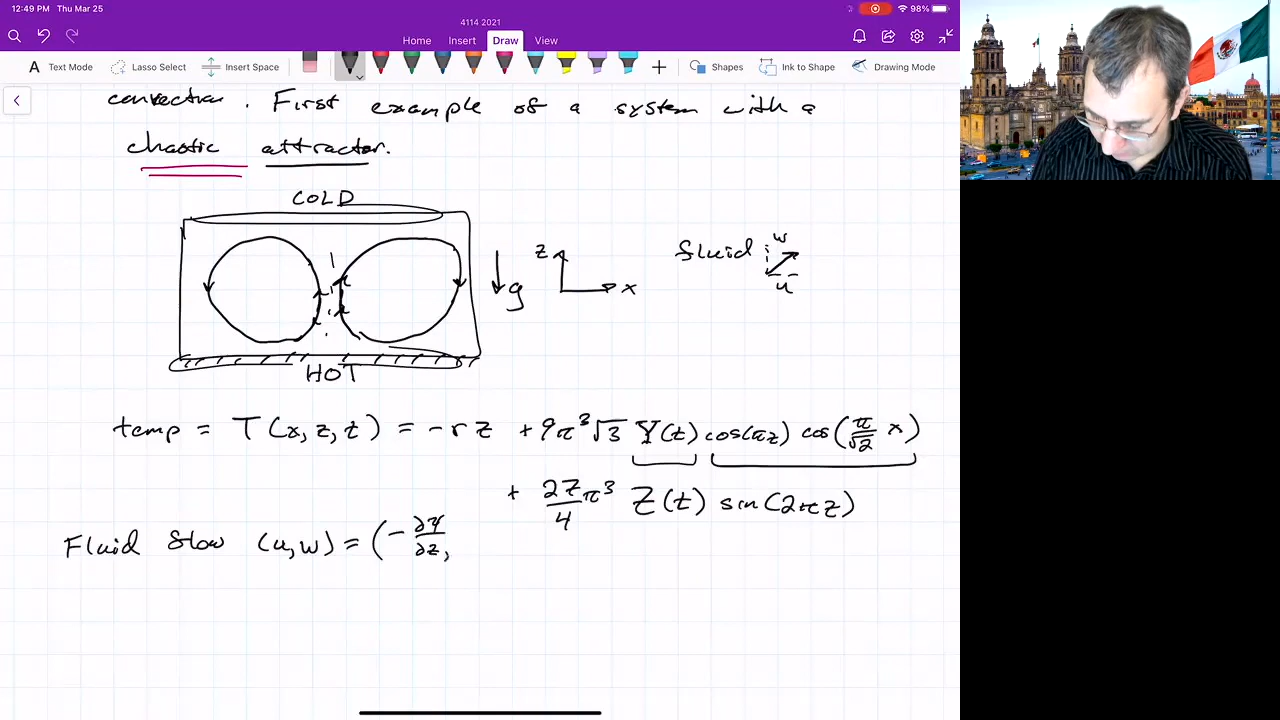 12:49 PM Thu Mar 25
98%
4114 2021
Home Insert Draw View
Text Mode Lasso Select Insert Space Shapes Ink to Shape Drawing Mode
convection. First example of a system with a
chaotic attractor.
COLD
HOT
g
z
x
fluid w u
temp = T(x, z, t) = -rz + 9π³√3 Y(t) cos(πz) cos(π/√2 x)
+ 27/4 π³ Z(t) sin(2πz)
Fluid flow (u,w) = (-∂Ψ/∂z,